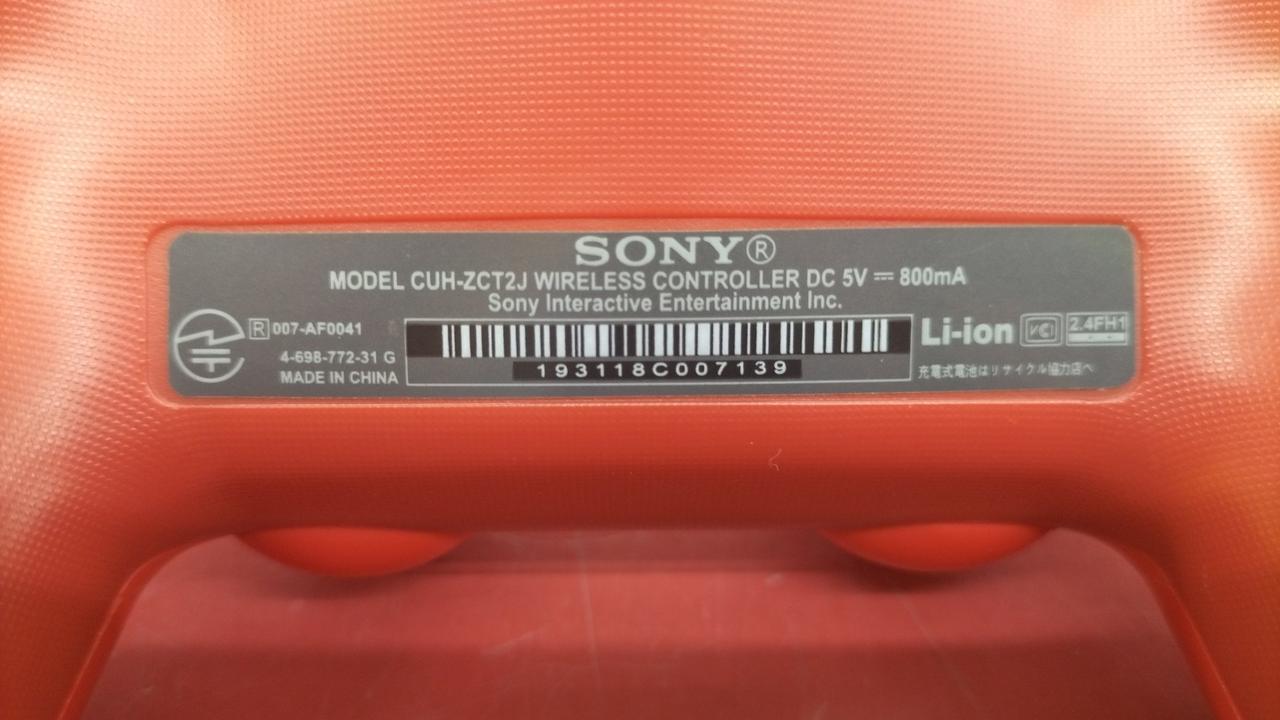 SONY®
MODEL CUH-ZCT2J WIRELESS CONTROLLER DC 5V ⎓ 800mA
Sony Interactive Entertainment Inc.
R 007-AF0041
4-698-772-31 G
MADE IN CHINA
193118C007139
Li-ion VCI 2.4FH1
充電式電池はリサイクル協力店へ